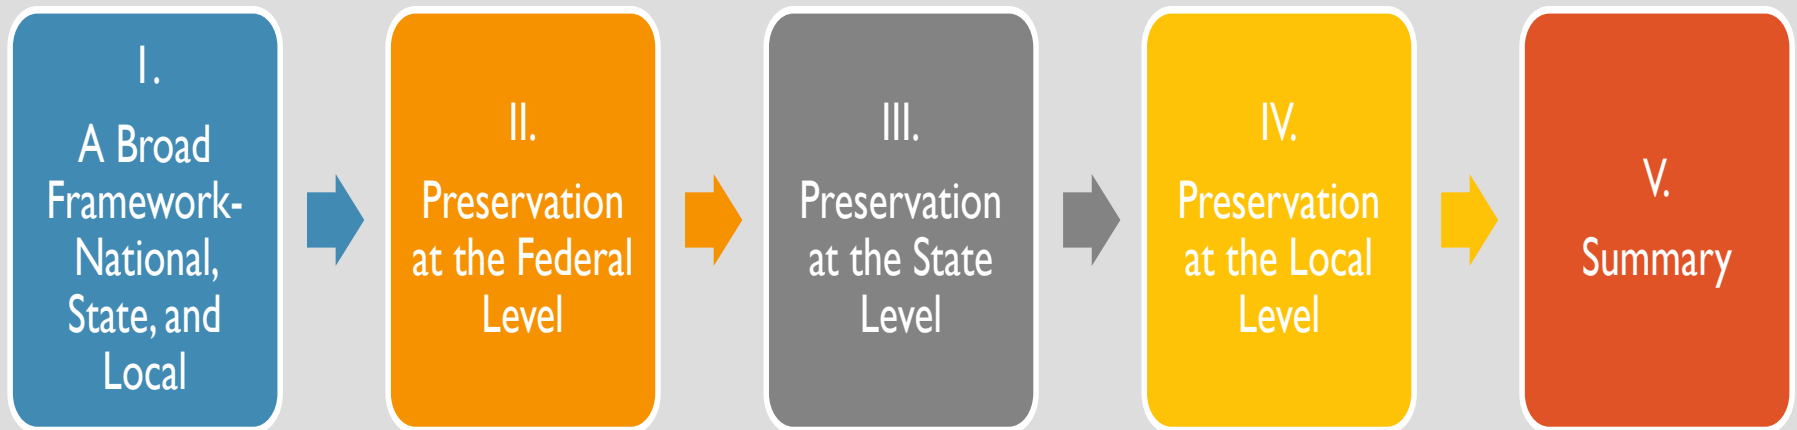 I.
A Broad
Framework-
National,
State, and
Local
II.
Preservation
at the Federal
Level
III.
Preservation
at the State
Level
IV.
Preservation
at the Local
Level
V.
Summary